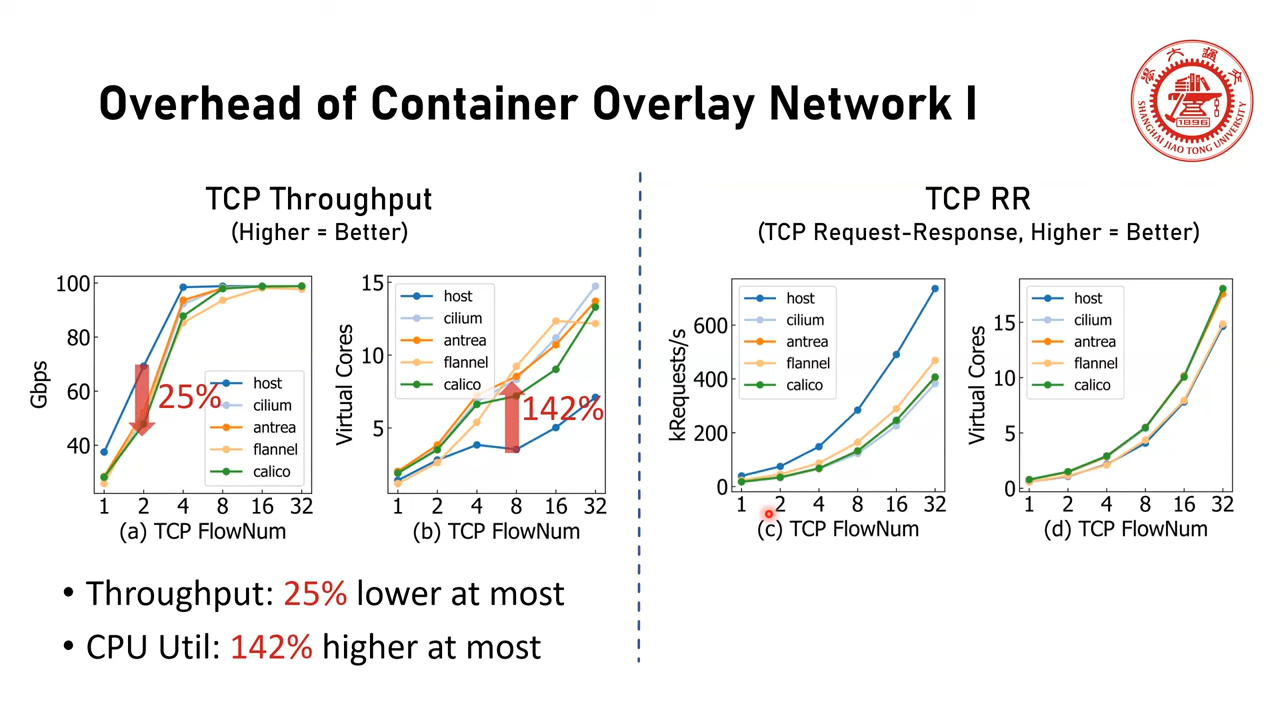 Overhead of Container Overlay Network I
SHANGHAI JIAO TONG UNIVERSITY
1896
TCP Throughput
(Higher = Better)
100
80
60
40
Gbps
25%
host
cilium
antrea
flannel
calico
1 2 4 8 16 32
(a) TCP FlowNum
15
10
5
Virtual Cores
host
cilium
antrea
flannel
calico
142%
1 2 4 8 16 32
(b) TCP FlowNum
• Throughput: 25% lower at most
• CPU Util: 142% higher at most
TCP RR
(TCP Request-Response, Higher = Better)
600
400
200
0
kRequests/s
host
cilium
antrea
flannel
calico
1 2 4 8 16 32
(c) TCP FlowNum
15
10
5
0
Virtual Cores
host
cilium
antrea
flannel
calico
1 2 4 8 16 32
(d) TCP FlowNum